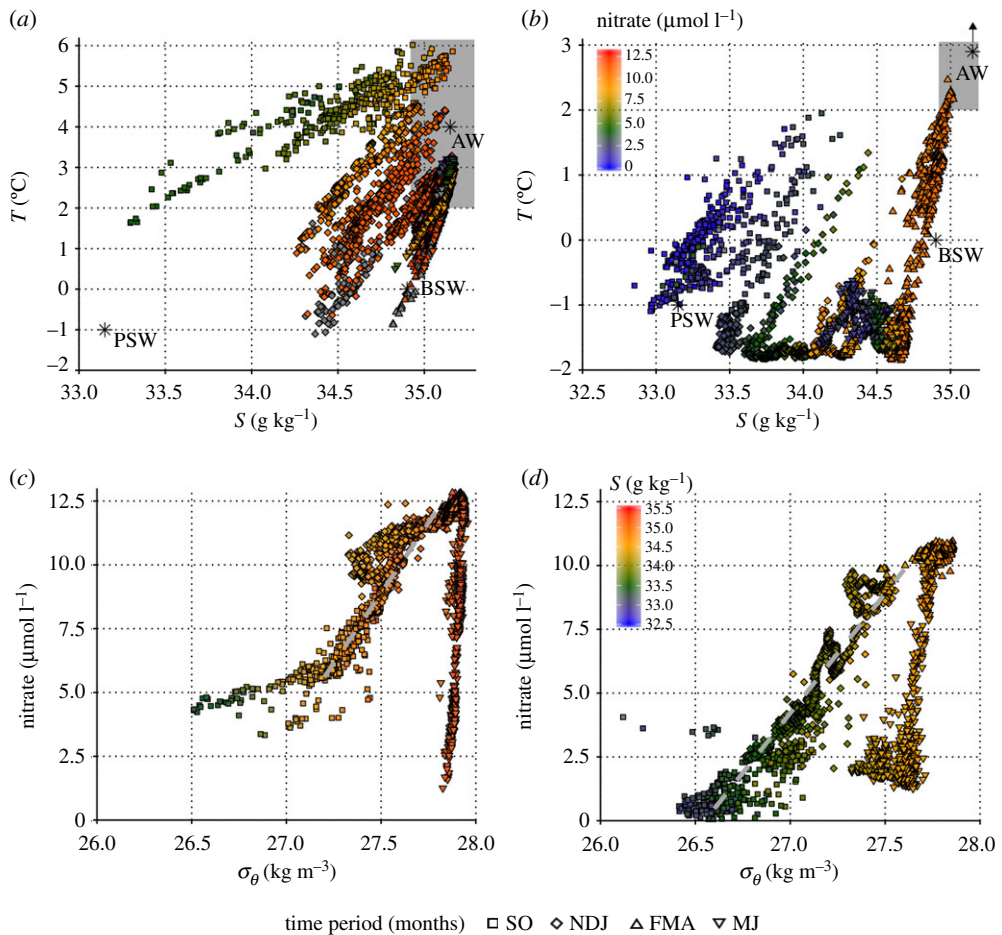 (a)
6
5
4
3
2
1
0
−1
−2
T (°C)
AW
BSW
PSW
33.0 33.5 34.0 34.5 35.0
S (g kg−1)
(b)
nitrate (µmol l−1)
12.5
10.0
7.5
5.0
2.5
0
3
2
1
0
−1
−2
T (°C)
AW
BSW
PSW
32.5 33.0 33.5 34.0 34.5 35.0
S (g kg−1)
(c)
12.5
10.0
7.5
5.0
2.5
0
nitrate (µmol l−1)
26.0 26.5 27.0 27.5 28.0
σθ (kg m−3)
(d)
S (g kg−1)
35.5
35.0
34.5
34.0
33.5
33.0
32.5
12.5
10.0
7.5
5.0
2.5
0
nitrate (µmol l−1)
26.0 26.5 27.0 27.5 28.0
σθ (kg m−3)
time period (months) SO NDJ FMA MJ